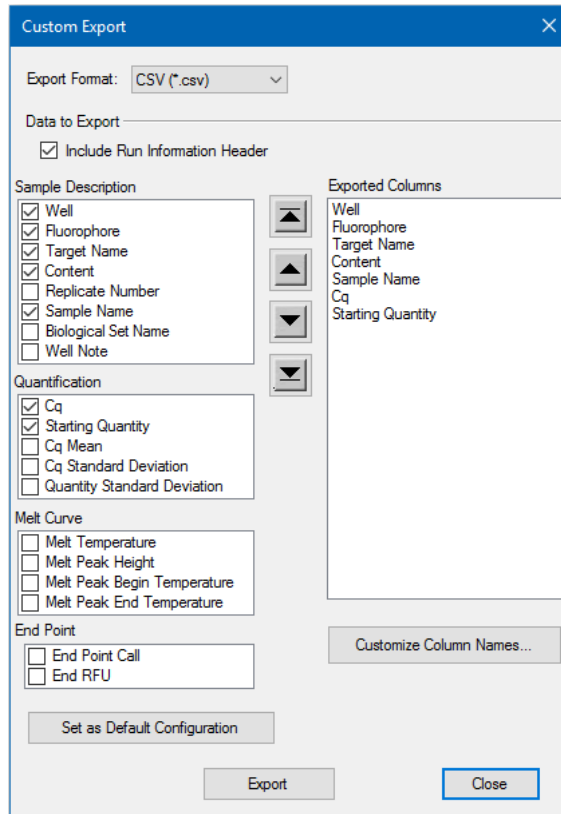 Custom Export
Export Format: CSV (*.csv)
Data to Export
Include Run Information Header
Sample Description
Well
Fluorophore
Target Name
Content
Replicate Number
Sample Name
Biological Set Name
Well Note
Quantification
Cq
Starting Quantity
Cq Mean
Cq Standard Deviation
Quantity Standard Deviation
Melt Curve
Melt Temperature
Melt Peak Height
Melt Peak Begin Temperature
Melt Peak End Temperature
End Point
End Point Call
End RFU
Set as Default Configuration
Exported Columns
Well
Fluorophore
Target Name
Content
Sample Name
Cq
Starting Quantity
Customize Column Names...
Export
Close